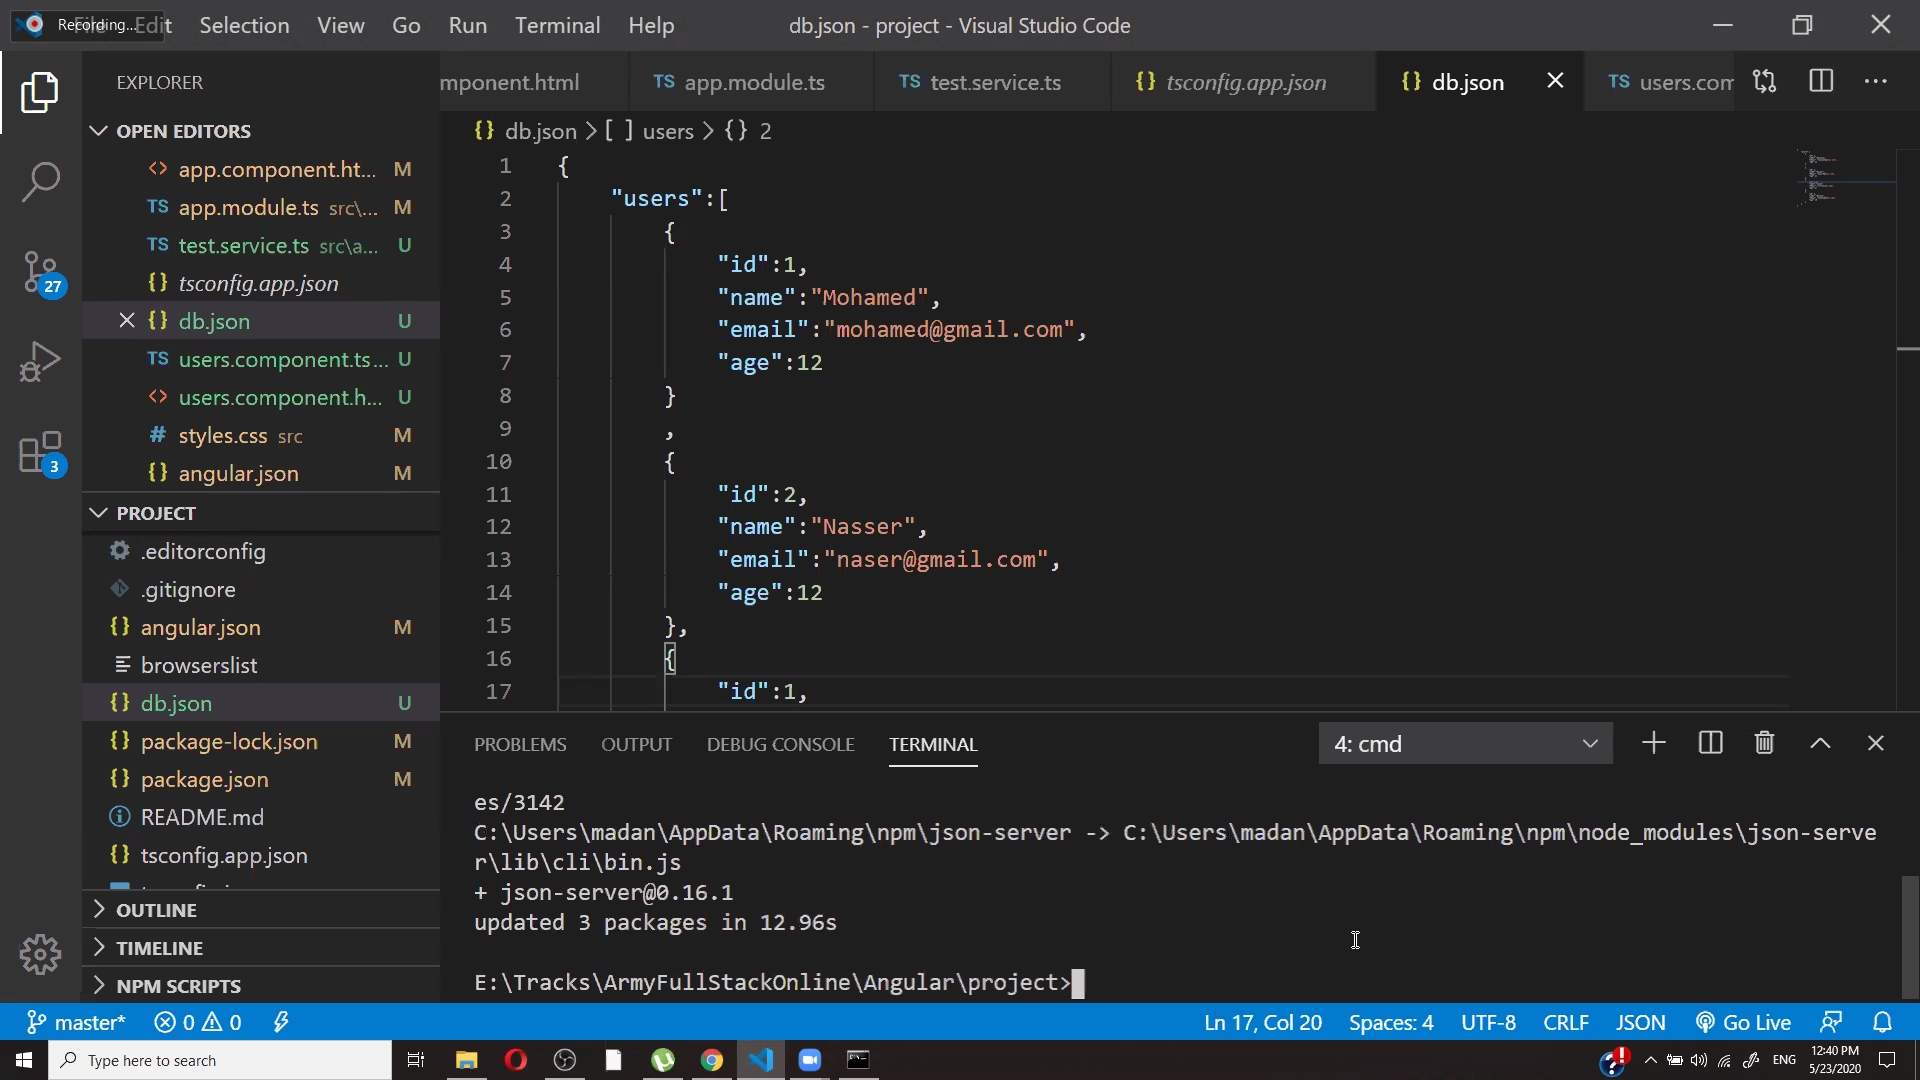 Recording...
Edit Selection View Go Run Terminal Help
db.json - project - Visual Studio Code
EXPLORER
mponent.html
TS app.module.ts
TS test.service.ts
{} tsconfig.app.json
{} db.json
TS users.com
OPEN EDITORS
<> app.component.ht... M
TS app.module.ts src\... M
TS test.service.ts src\a... U
{} tsconfig.app.json
{} db.json U
TS users.component.ts... U
<> users.component.h... U
# styles.css src M
{} angular.json M
PROJECT
.editorconfig
.gitignore
{} angular.json M
browserslist
{} db.json U
{} package-lock.json M
{} package.json M
README.md
{} tsconfig.app.json
OUTLINE
TIMELINE
NPM SCRIPTS
27
3
{} db.json > [ ] users > {} 2
1 {
2 "users":[
3 {
4 "id":1,
5 "name":"Mohamed",
6 "email":"mohamed@gmail.com",
7 "age":12
8 }
9 ,
10 {
11 "id":2,
12 "name":"Nasser",
13 "email":"naser@gmail.com",
14 "age":12
15 },
16 {
17 "id":1,
PROBLEMS OUTPUT DEBUG CONSOLE TERMINAL
4: cmd
es/3142
C:\Users\madan\AppData\Roaming\npm\json-server -> C:\Users\madan\AppData\Roaming\npm\node_modules\json-serve
r\lib\cli\bin.js
+ json-server@0.16.1
updated 3 packages in 12.96s
E:\Tracks\ArmyFullStackOnline\Angular\project>
master* 0 0
Ln 17, Col 20 Spaces: 4 UTF-8 CRLF JSON Go Live
Type here to search
ENG
12:40 PM
5/23/2020